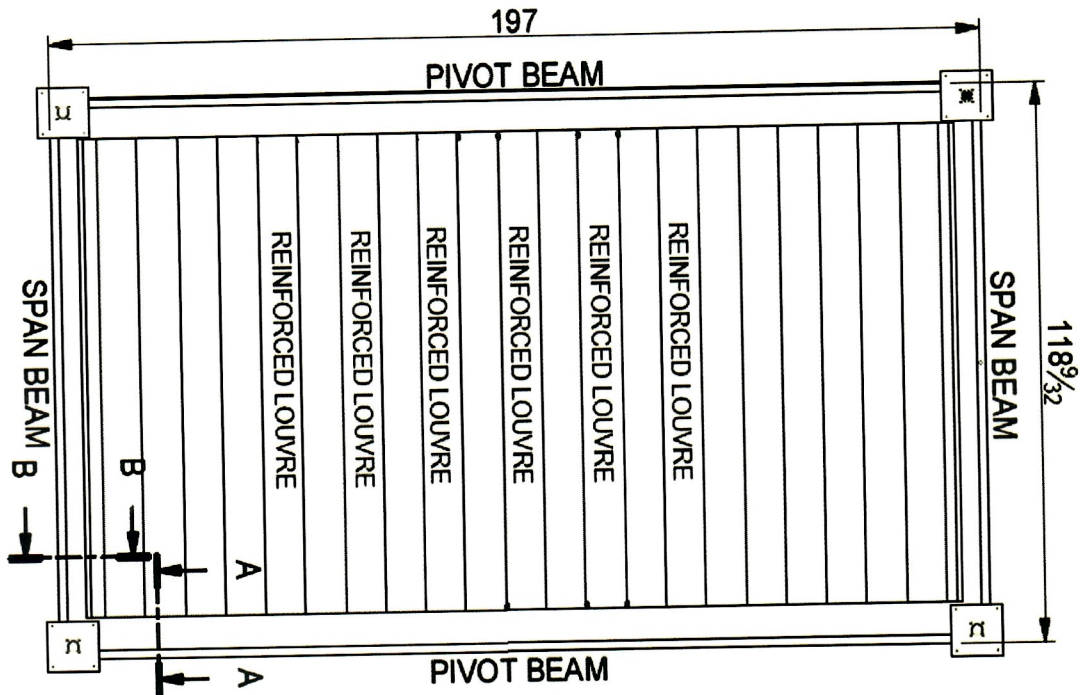 197
PIVOT BEAM
SPAN BEAM
REINFORCED LOUVRE
REINFORCED LOUVRE
REINFORCED LOUVRE
REINFORCED LOUVRE
REINFORCED LOUVRE
REINFORCED LOUVRE
SPAN BEAM
118 9/32
B
B
A
A
PIVOT BEAM